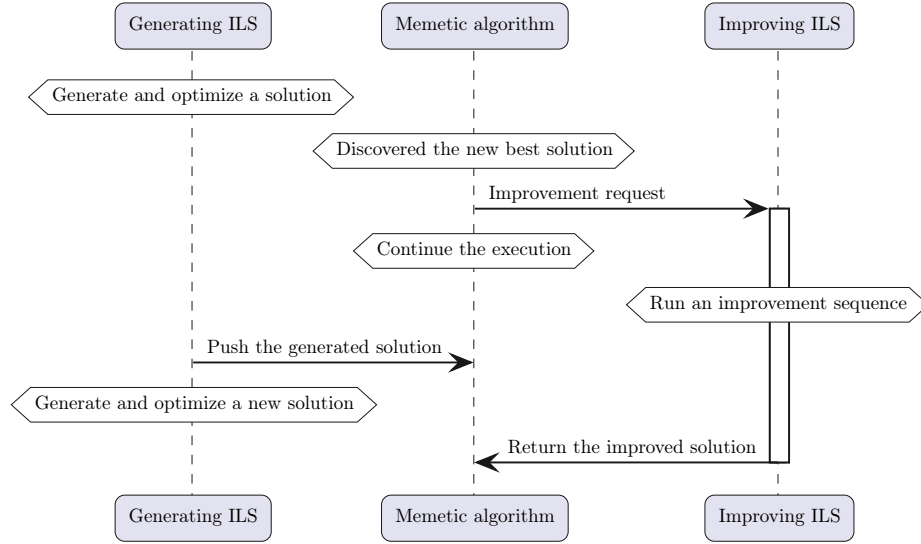 Generating ILS
Memetic algorithm
Improving ILS
Generate and optimize a solution
Discovered the new best solution
Improvement request
Continue the execution
Run an improvement sequence
Push the generated solution
Generate and optimize a new solution
Return the improved solution
Generating ILS
Memetic algorithm
Improving ILS